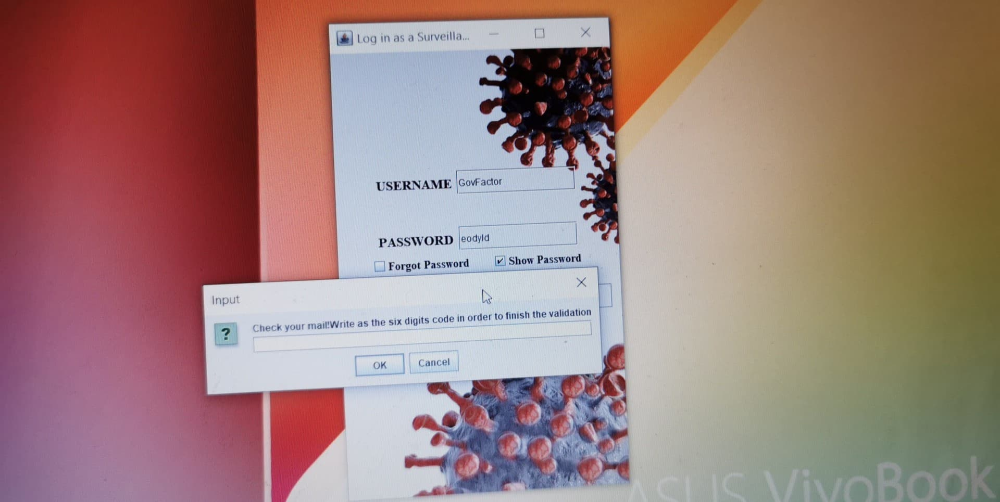 Log in as a Surveilla...
USERNAME GovFactor
PASSWORD eodyld
Forgot Password Show Password
Input
Check your mail!Write as the six digits code in order to finish the validation
?
OK Cancel
ASUS VivoBook